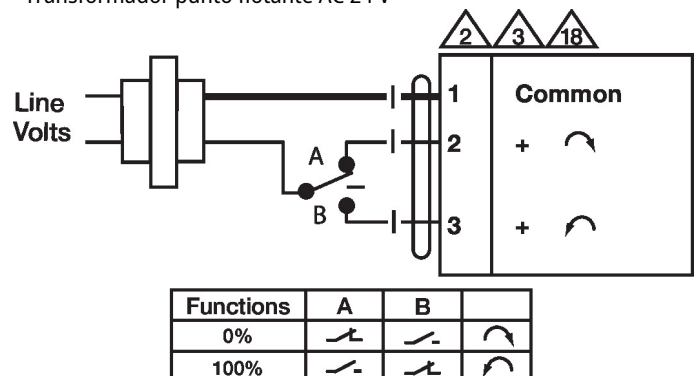 Transformador punto flotante AC 24 V
2 3 18
Line
Volts
1 Common
A
2 +
B
3 +
Functions A B
0%
100%